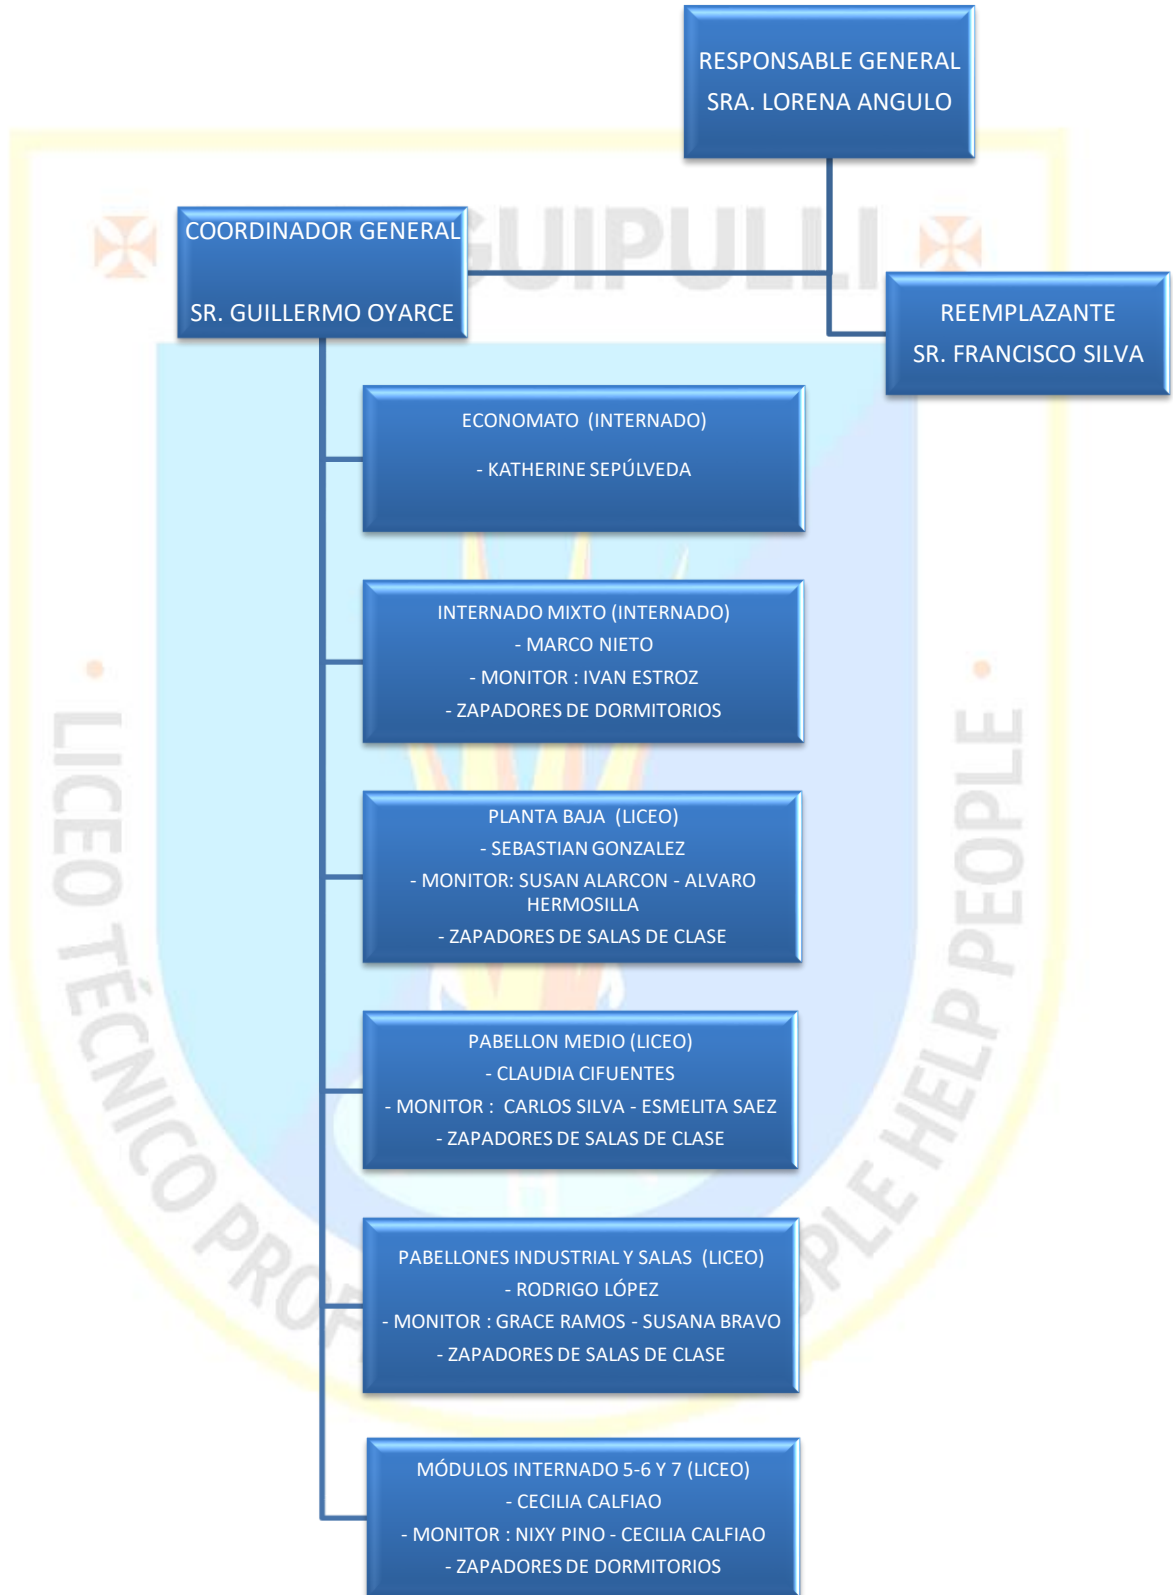 RESPONSABLE GENERAL
SRA. LORENA ANGULO
COORDINADOR GENERAL
SR. GUILLERMO OYARCE
REEMPLAZANTE
SR. FRANCISCO SILVA
ECONOMATO (INTERNADO)
- KATHERINE SEPÚLVEDA
INTERNADO MIXTO (INTERNADO)
- MARCO NIETO
- MONITOR : IVAN ESTROZ
- ZAPADORES DE DORMITORIOS
PLANTA BAJA (LICEO)
- SEBASTIAN GONZALEZ
- MONITOR: SUSAN ALARCON - ALVARO
HERMOSILLA
- ZAPADORES DE SALAS DE CLASE
PABELLON MEDIO (LICEO)
- CLAUDIA CIFUENTES
- MONITOR : CARLOS SILVA - ESMELITA SAEZ
- ZAPADORES DE SALAS DE CLASE
PABELLONES INDUSTRIAL Y SALAS (LICEO)
- RODRIGO LÓPEZ
- MONITOR : GRACE RAMOS - SUSANA BRAVO
- ZAPADORES DE SALAS DE CLASE
MÓDULOS INTERNADO 5-6 Y 7 (LICEO)
- CECILIA CALFIAO
- MONITOR : NIXY PINO - CECILIA CALFIAO
- ZAPADORES DE DORMITORIOS
LICEO TÉCNICO
HELP PEOPLE